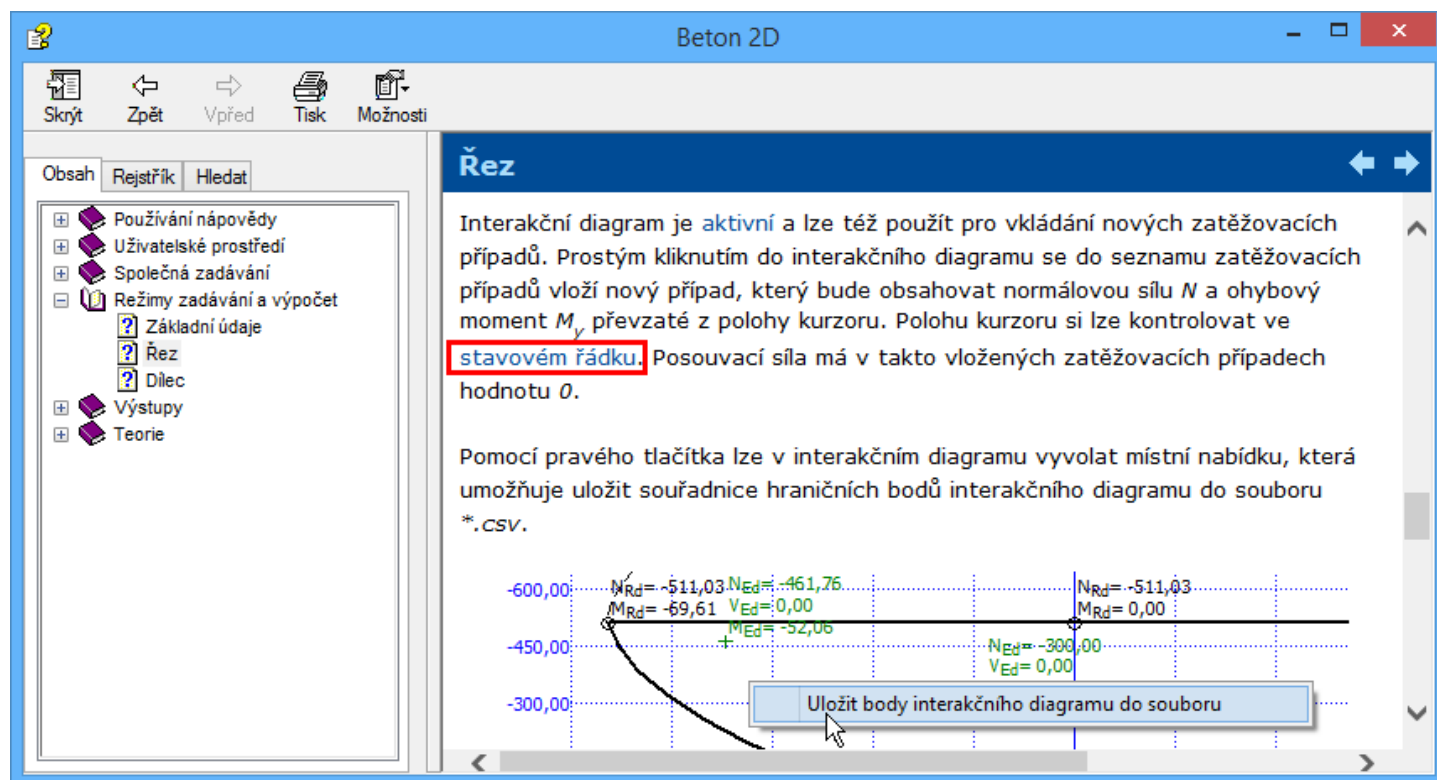 Beton 2D
Skrýt Zpět Vpřed Tisk Možnosti
Obsah Rejstřík Hledat
Používání nápovědy
Uživatelské prostředí
Společná zadávání
Režimy zadávání a výpočet
Základní údaje
Řez
Dílec
Výstupy
Teorie
Řez
Interakční diagram je aktivní a lze též použít pro vkládání nových zatěžovacích
případů. Prostým kliknutím do interakčního diagramu se do seznamu zatěžovacích
případů vloží nový případ, který bude obsahovat normálovou sílu N a ohybový
moment My převzaté z polohy kurzoru. Polohu kurzoru si lze kontrolovat ve
stavovém řádku. Posouvací síla má v takto vložených zatěžovacích případech
hodnotu 0.
Pomocí pravého tlačítka lze v interakčním diagramu vyvolat místní nabídku, která
umožňuje uložit souřadnice hraničních bodů interakčního diagramu do souboru
*.csv.
-600,00
NRd= -511,03
MRd= -69,61
NEd= -461,76
VEd= 0,00
MEd= -52,06
NRd= -511,03
MRd= 0,00
-450,00
NEd= -300,00
VEd= 0,00
-300,00
Uložit body interakčního diagramu do souboru